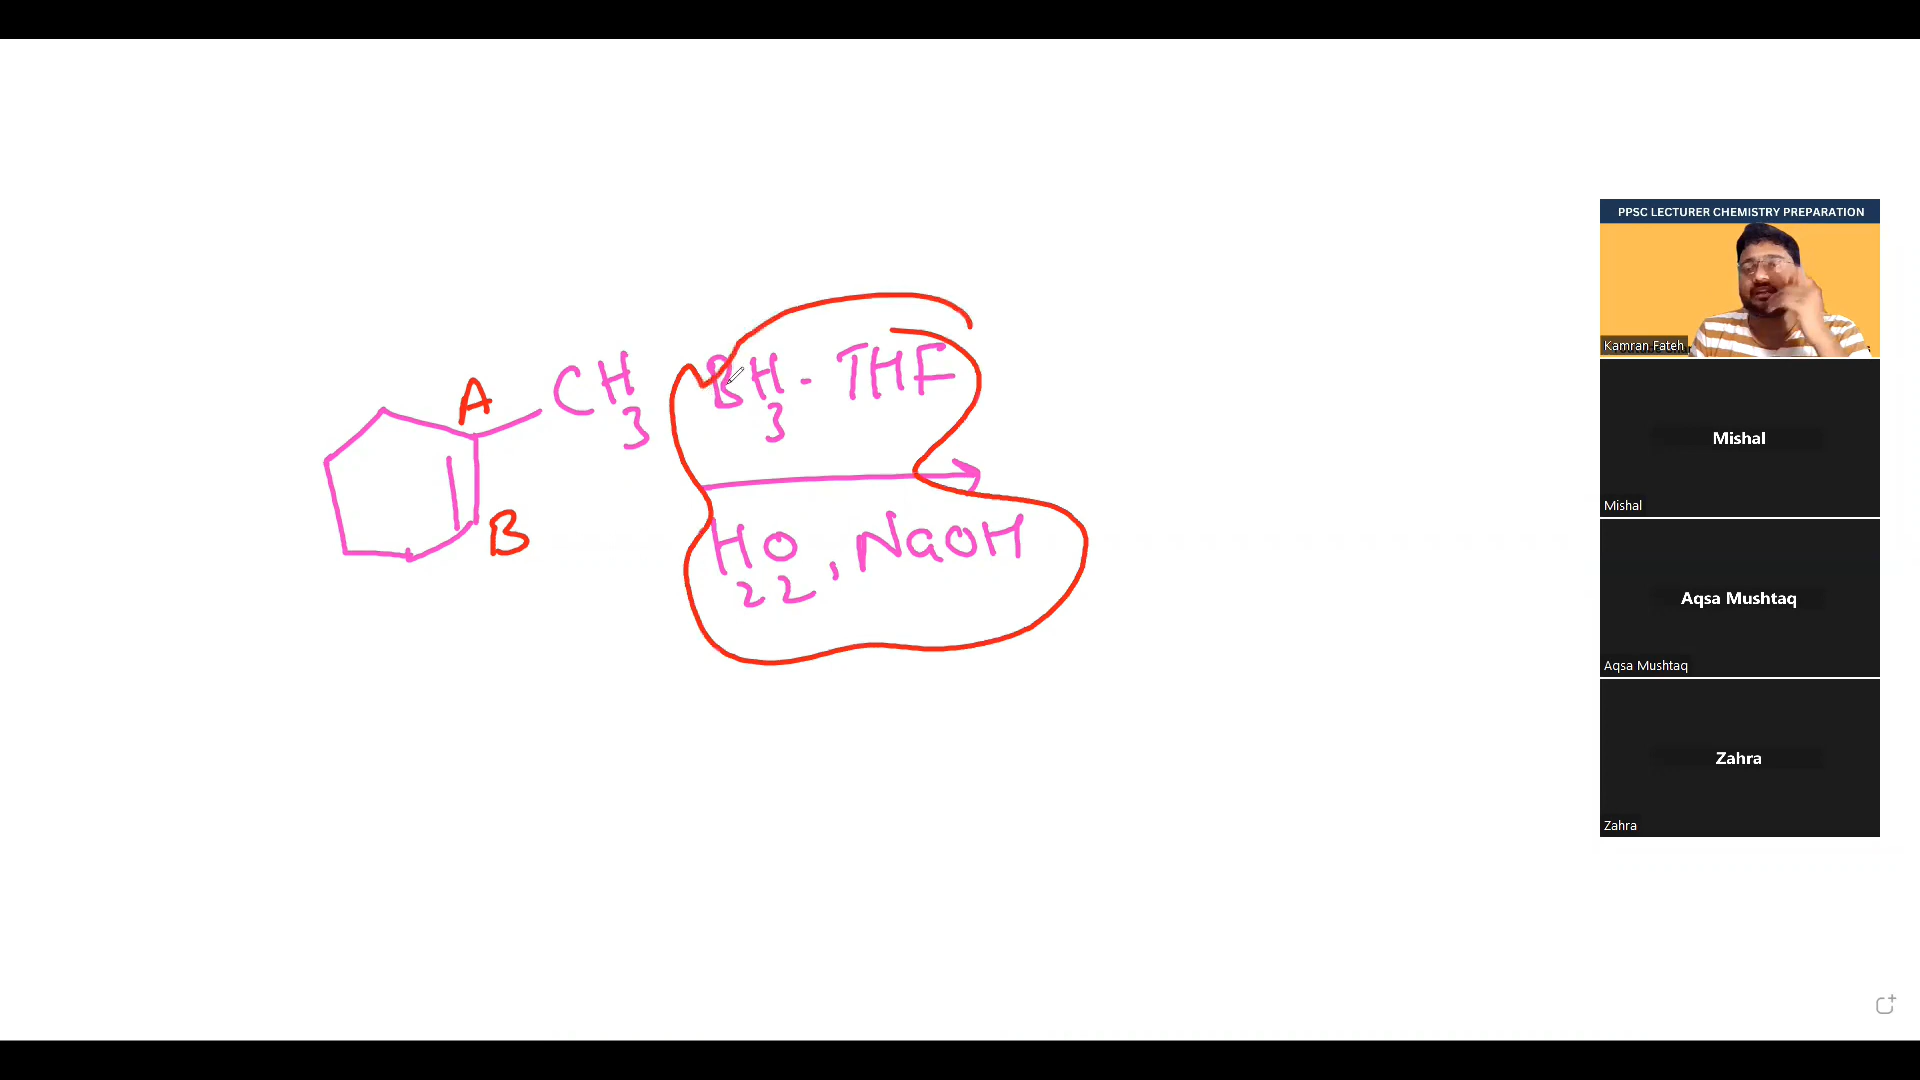 PPSC LECTURER CHEMISTRY PREPARATION
Kamran Fateh
A
CH3
BH3 - THF
B
H2O2, NaOH
Mishal
Mishal
Aqsa Mushtaq
Aqsa Mushtaq
Zahra
Zahra